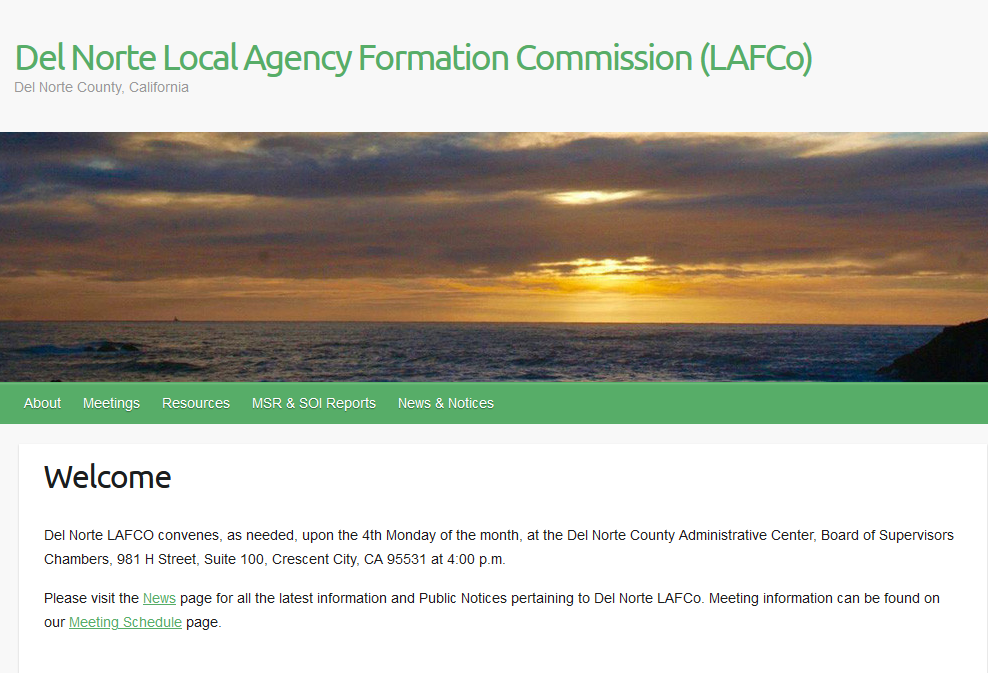 Del Norte Local Agency Formation Commission (LAFCo)
Del Norte County, California
About Meetings Resources MSR & SOI Reports News & Notices
Welcome
Del Norte LAFCO convenes, as needed, upon the 4th Monday of the month, at the Del Norte County Administrative Center, Board of Supervisors
Chambers, 981 H Street, Suite 100, Crescent City, CA 95531 at 4:00 p.m.
Please visit the News page for all the latest information and Public Notices pertaining to Del Norte LAFCo. Meeting information can be found on
our Meeting Schedule page.